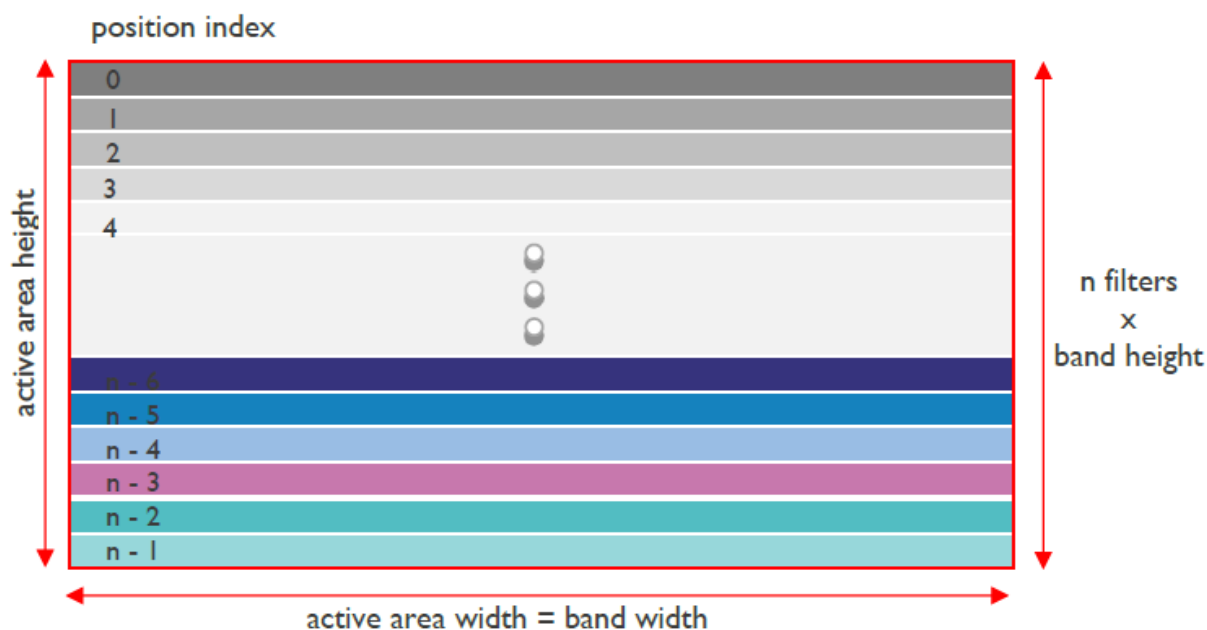 position index
0
1
2
3
4
n - 6
n - 5
n - 4
n - 3
n - 2
n - 1
active area height
n filters
x
band height
active area width = band width